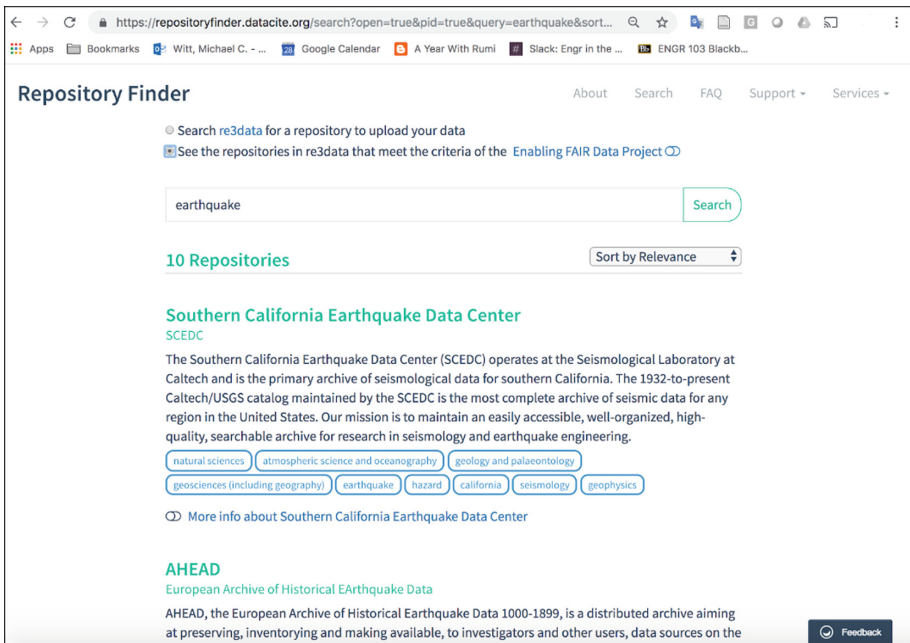 https://repositoryfinder.datacite.org/search?open=true&pid=true&query=earthquake&sort...
Apps Bookmarks Witt, Michael C. - ... 28 Google Calendar A Year With Rumi # Slack: Engr in the ... Bb ENGR 103 Blackb...
Repository Finder About Search FAQ Support Services
Search re3data for a repository to upload your data
See the repositories in re3data that meet the criteria of the Enabling FAIR Data Project
earthquake Search
10 Repositories Sort by Relevance
Southern California Earthquake Data Center
SCEDC
The Southern California Earthquake Data Center (SCEDC) operates at the Seismological Laboratory at
Caltech and is the primary archive of seismological data for southern California. The 1932-to-present
Caltech/USGS catalog maintained by the SCEDC is the most complete archive of seismic data for any
region in the United States. Our mission is to maintain an easily accessible, well-organized, high-
quality, searchable archive for research in seismology and earthquake engineering.
natural sciences atmospheric science and oceanography geology and palaeontology
geosciences (including geography) earthquake hazard california seismology geophysics
More info about Southern California Earthquake Data Center
AHEAD
European Archive of Historical EArthquake Data
AHEAD, the European Archive of Historical Earthquake Data 1000-1899, is a distributed archive aiming
at preserving, inventorying and making available, to investigators and other users, data sources on the
Feedback